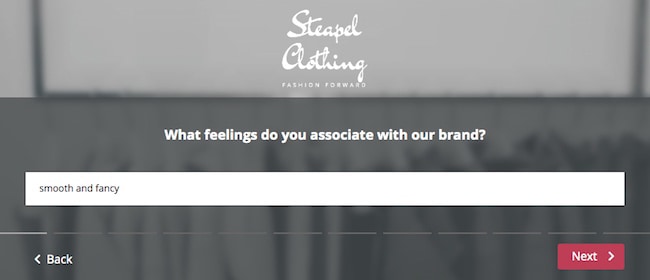 Steapel
Clothing
FASHION FORWARD
What feelings do you associate with our brand?
smooth and fancy
Back
Next